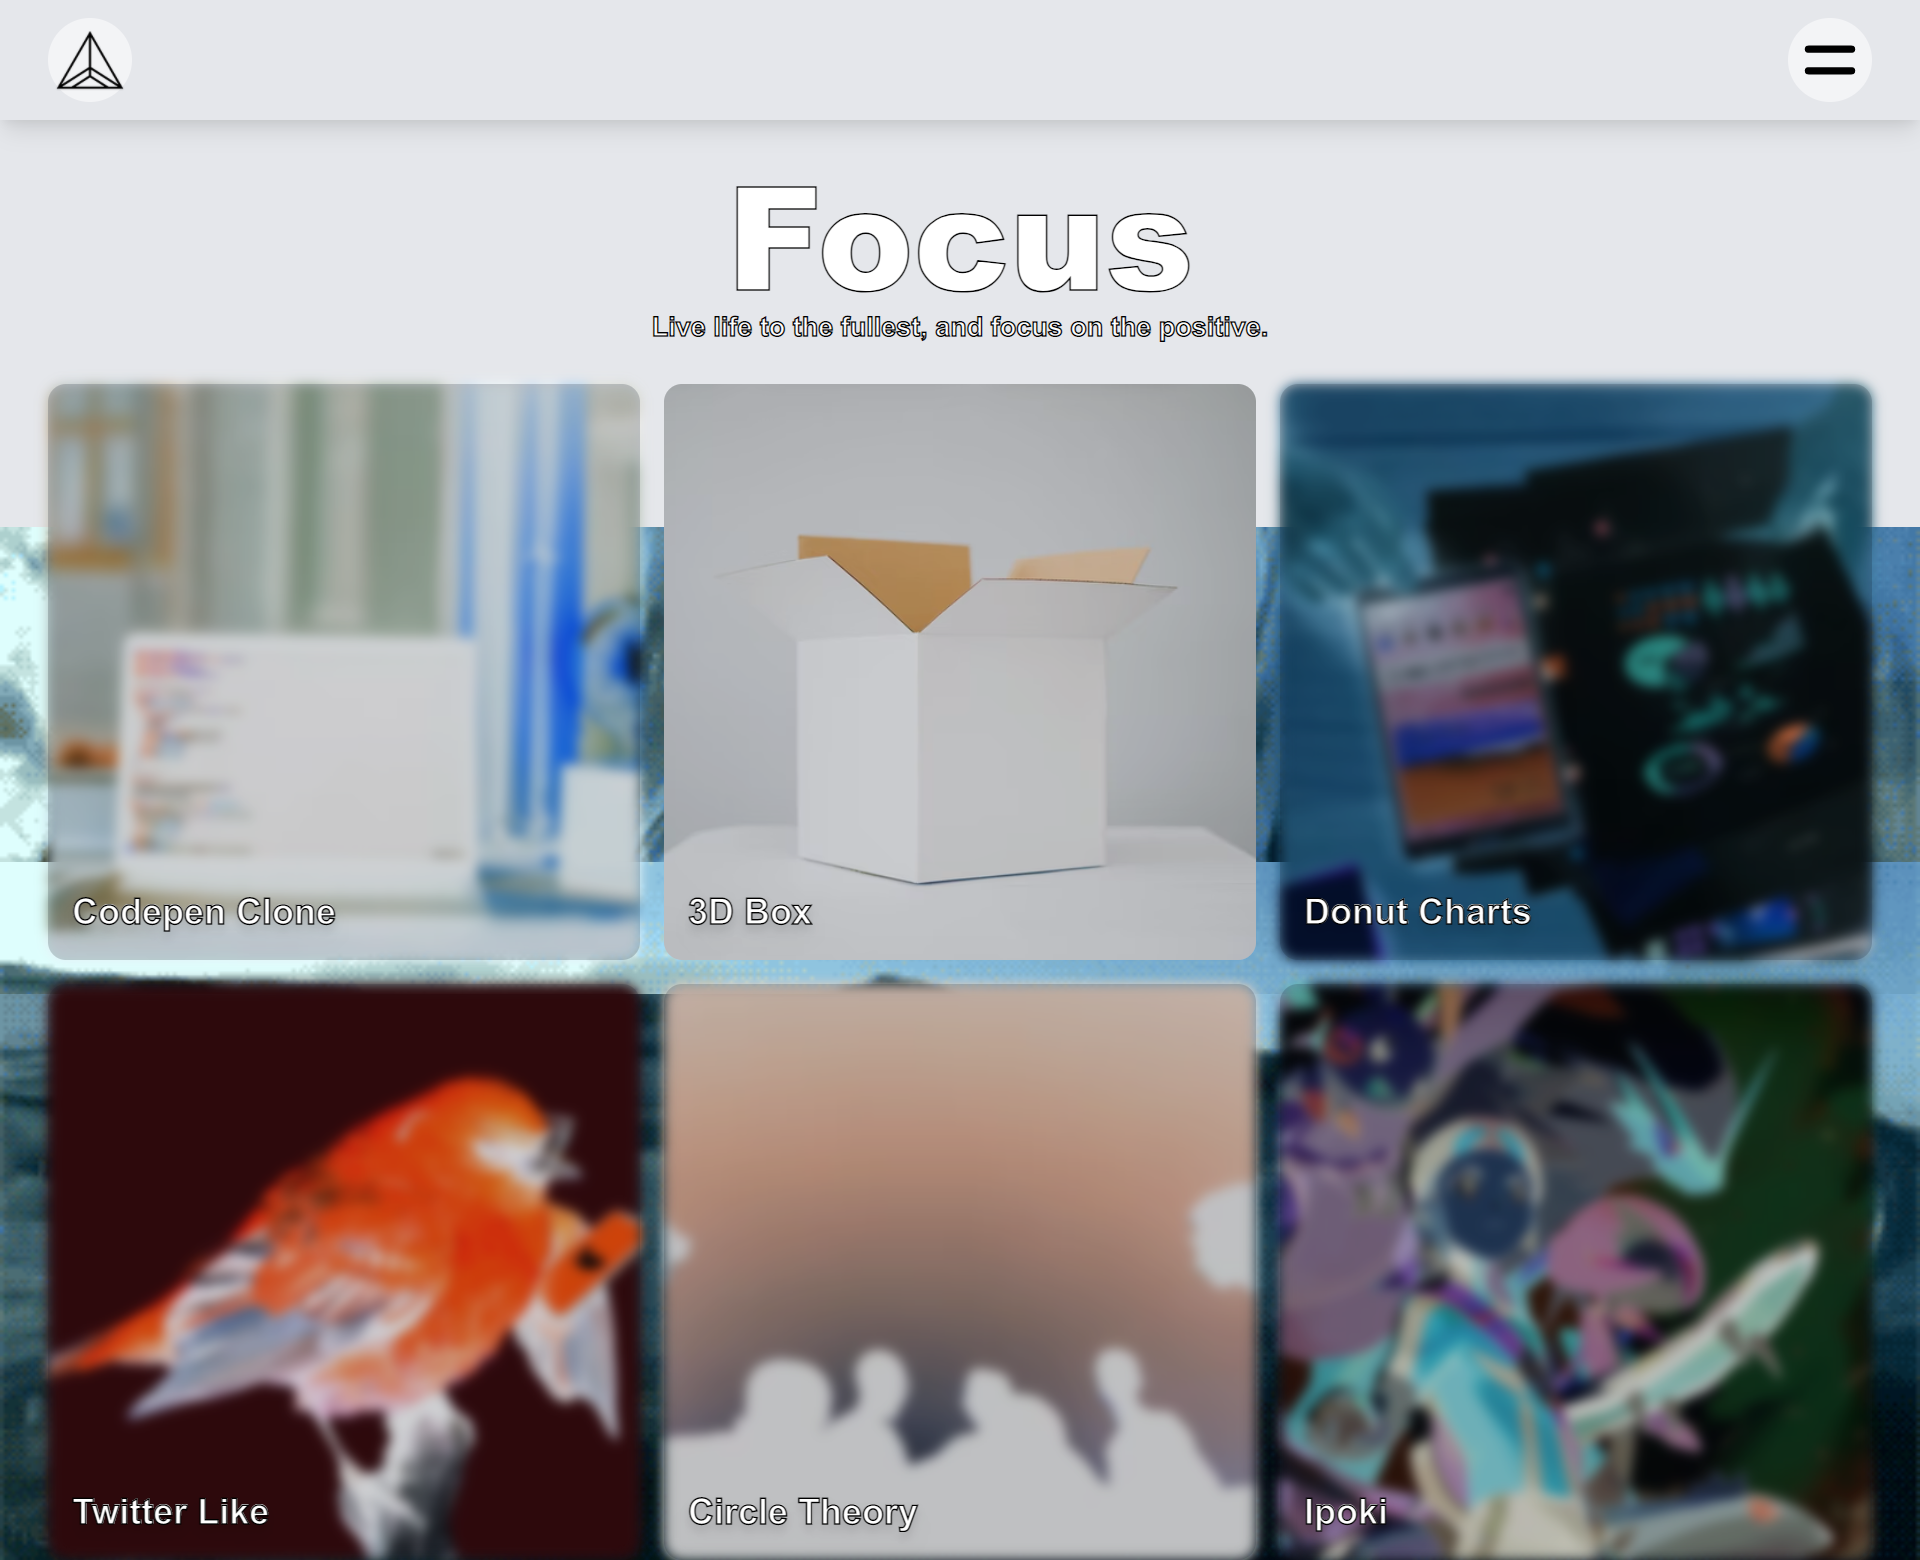 Focus
Live life to the fullest, and focus on the positive.
Codepen Clone
3D Box
Donut Charts
Twitter Like
Circle Theory
Ipoki